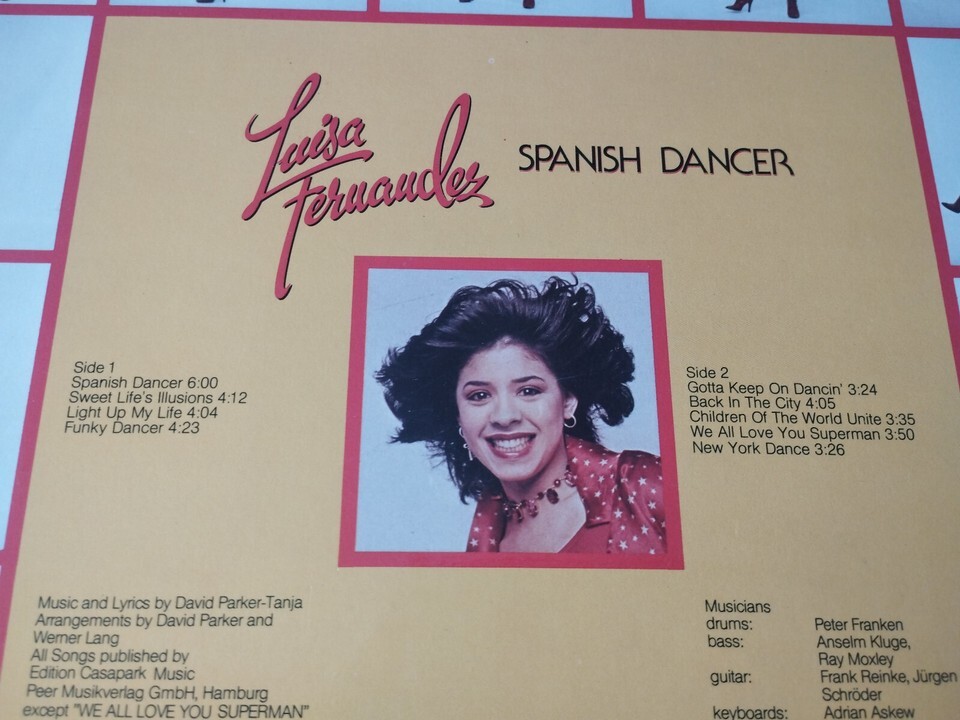 Luisa
Fernandez
SPANISH DANCER
Side 1
Spanish Dancer 6:00
Sweet Life's Illusions 4:12
Light Up My Life 4:04
Funky Dancer 4:23
Side 2
Gotta Keep On Dancin' 3:24
Back In The City 4:05
Children Of The World Unite 3:35
We All Love You Superman 3:50
New York Dance 3:26
Music and Lyrics by David Parker-Tanja
Arrangements by David Parker and
Werner Lang
All Songs published by
Edition Casapark Music
Peer Musikverlag GmbH, Hamburg
except "WE ALL LOVE YOU SUPERMAN"
Musicians
drums: Peter Franken
bass: Anselm Kluge,
Ray Moxley
guitar: Frank Reinke, Jürgen
Schröder
keyboards: Adrian Askew